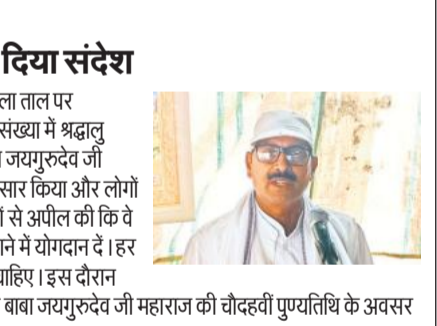 दिया संदेश
ला ताल पर
संख्या में श्रद्धालु
जयगुरुदेव जी
सार किया और लोगों
से अपील की कि वे
ने में योगदान दें । हर
चाहिए । इस दौरान
बाबा जयगुरुदेव जी महाराज की चौदहवीं पुण्यतिथि के अवसर